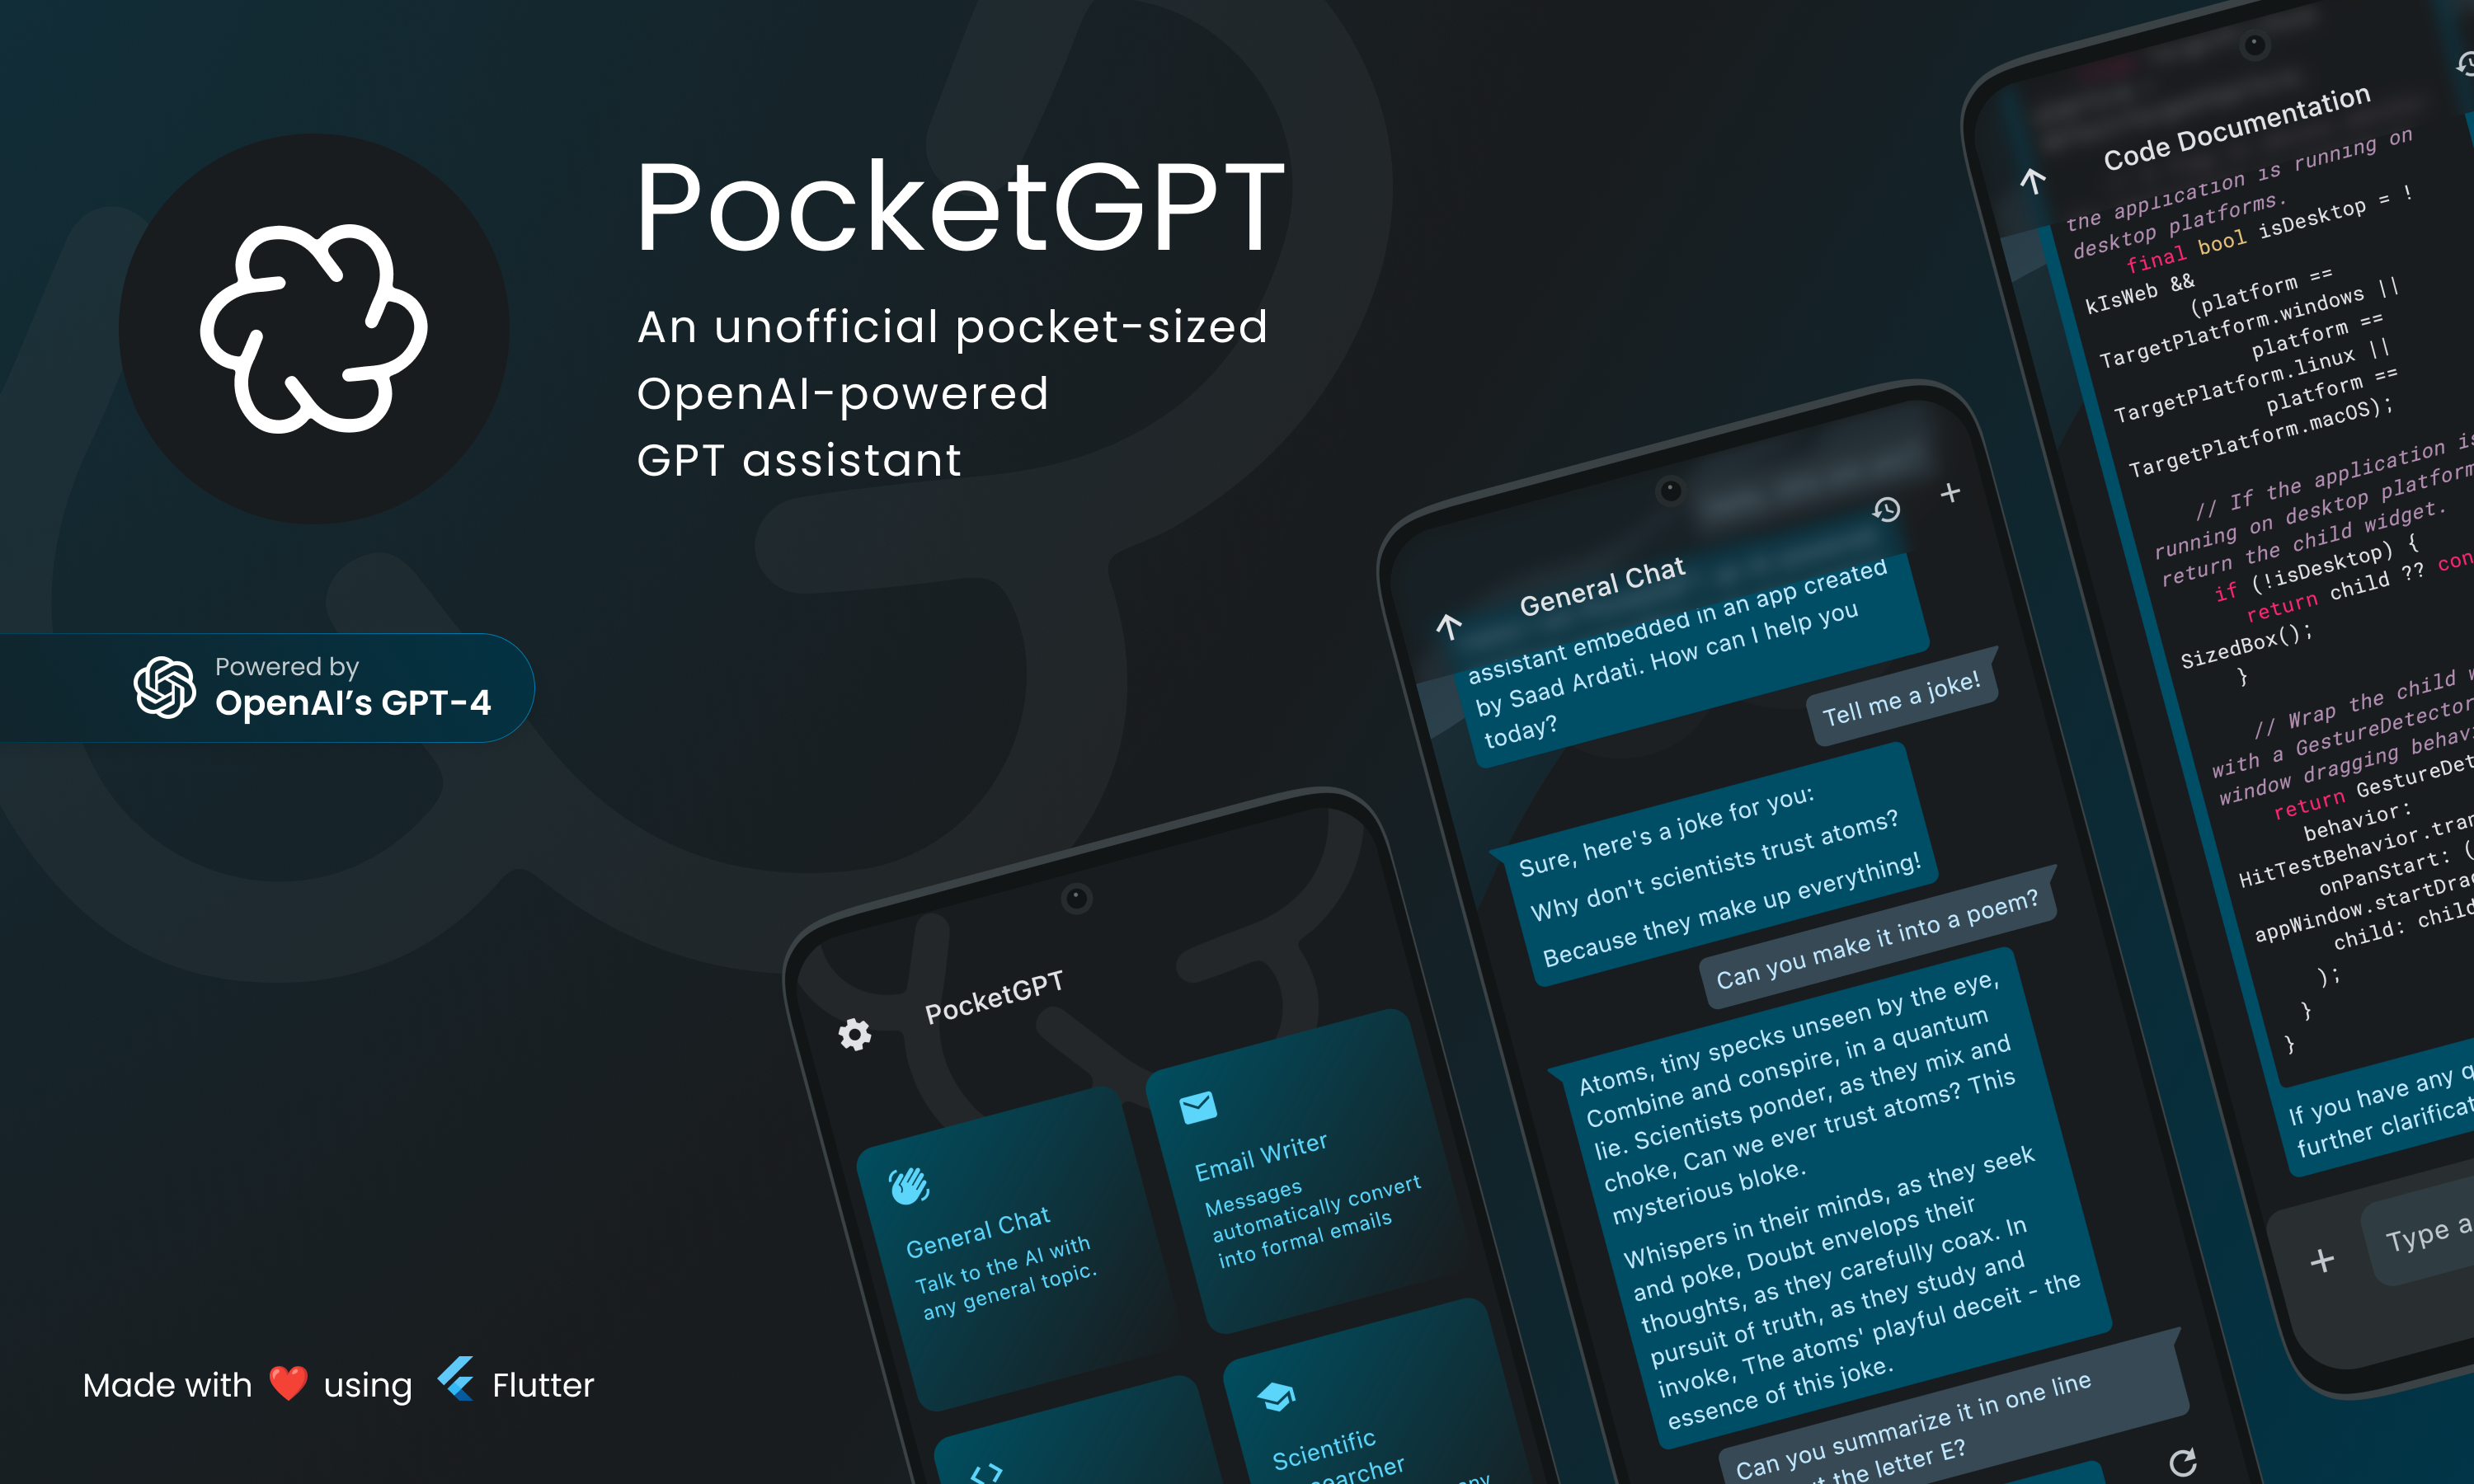 PocketGPT
An unofficial pocket-sized
OpenAI-powered
GPT assistant
Powered by
OpenAI's GPT-4
Made with ❤️ using Flutter
PocketGPT
General Chat
Talk to the AI with
any general topic.
Email Writer
Messages
automatically convert
into formal emails
Scientific
General Chat
assistant embedded in an app created
by Saad Ardati. How can I help you
today?
Tell me a joke!
Sure, here's a joke for you:
Why don't scientists trust atoms?
Because they make up everything!
Can you make it into a poem?
Atoms, tiny specks unseen by the eye,
Combine and conspire, in a quantum
lie. Scientists ponder, as they mix and
choke, Can we ever trust atoms? This
mysterious bloke.
Whispers in their minds, as they seek
and poke, Doubt envelops their
thoughts, as they carefully coax. In
pursuit of truth, as they study and
invoke, The atoms' playful deceit - the
essence of this joke.
Can you summarize it in one line
the letter E?
Code Documentation
the application is running on
desktop platforms.
final bool isDesktop = !
kIsWeb &&
(platform ==
TargetPlatform.windows ||
platform ==
TargetPlatform.linux ||
platform ==
TargetPlatform.macOS);
// If the application is
running on desktop platform
return the child widget.
if (!isDesktop) {
return child ?? con
SizedBox();
}
// Wrap the child w
with a GestureDetector
window dragging behav
return GestureDet
behavior:
HitTestBehavior.tran
onPanStart: (
appWindow.startDrag
child: child
);
}
}
If you have any q
further clarificat
Type a